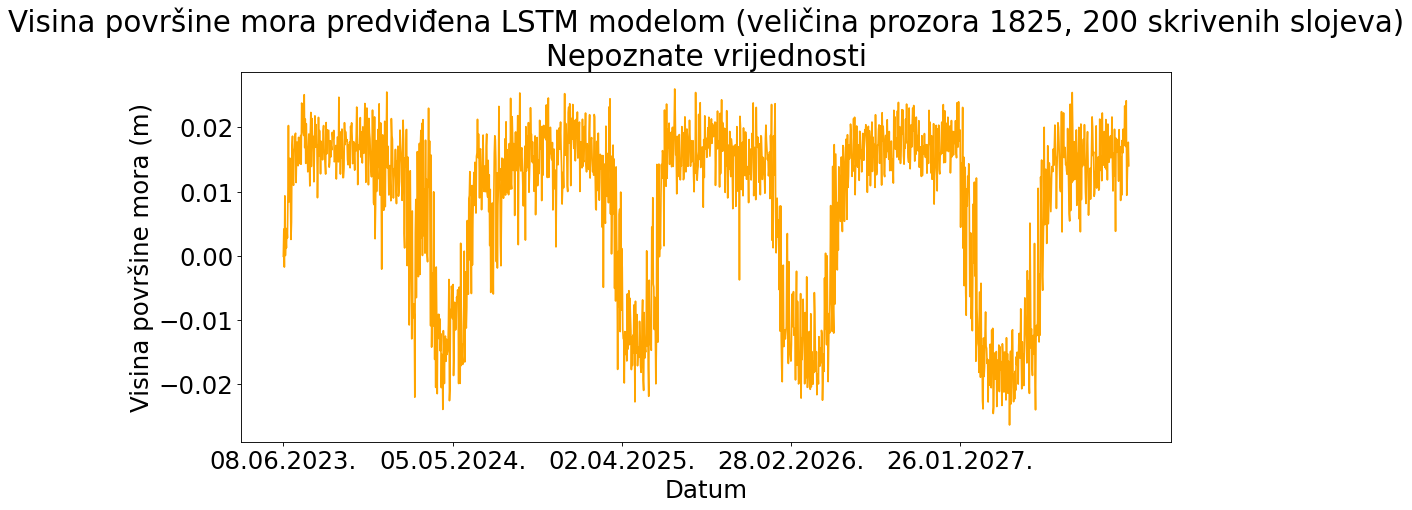 Visina površine mora predviđena LSTM modelom (veličina prozora 1825, 200 skrivenih slojeva)
Nepoznate vrijednosti
Visina površine mora (m)
0.02
0.01
0.00
−0.01
−0.02
08.06.2023. 05.05.2024. 02.04.2025. 28.02.2026. 26.01.2027.
Datum